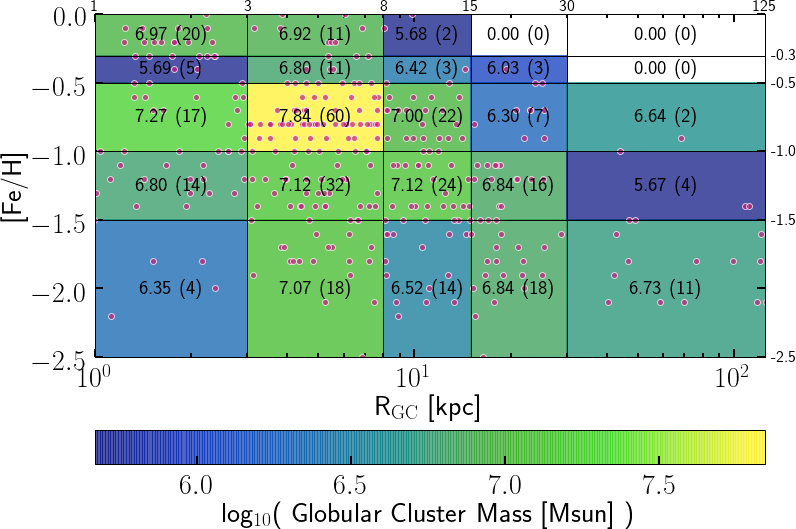 1 3 8 15 30 125
0.0
6.97 (20) 6.92 (11) 5.68 (2) 0.00 (0) 0.00 (0)
-0.3
5.69 (5) 6.80 (11) 6.42 (3) 6.03 (3) 0.00 (0)
−0.5 -0.5
7.27 (17) 7.84 (60) 7.00 (22) 6.30 (7) 6.64 (2)
−1.0 -1.0
[Fe/H]
6.80 (14) 7.12 (32) 7.12 (24) 6.84 (16) 5.67 (4)
−1.5 -1.5
6.35 (4) 7.07 (18) 6.52 (14) 6.84 (18) 6.73 (11)
−2.0
−2.5 -2.5
10⁰ 10¹ 10²
R_GC [kpc]
6.0 6.5 7.0 7.5
log₁₀( Globular Cluster Mass [Msun] )